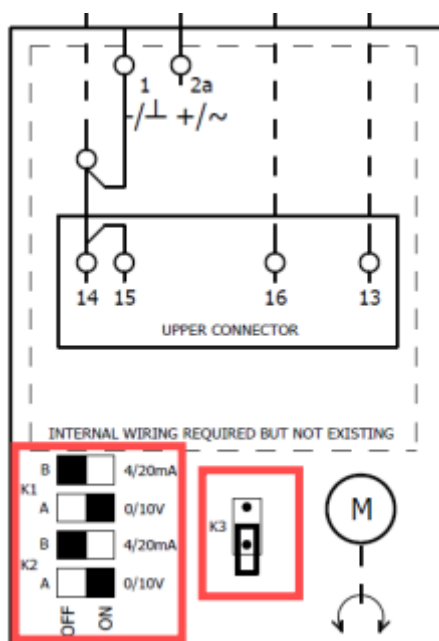 1 2a
-/⊥ +/~
14 15 16 13
UPPER CONNECTOR
INTERNAL WIRING REQUIRED BUT NOT EXISTING
B 4/20mA
K1
A 0/10V
B 4/20mA
K2
A 0/10V
OFF ON
K3
M